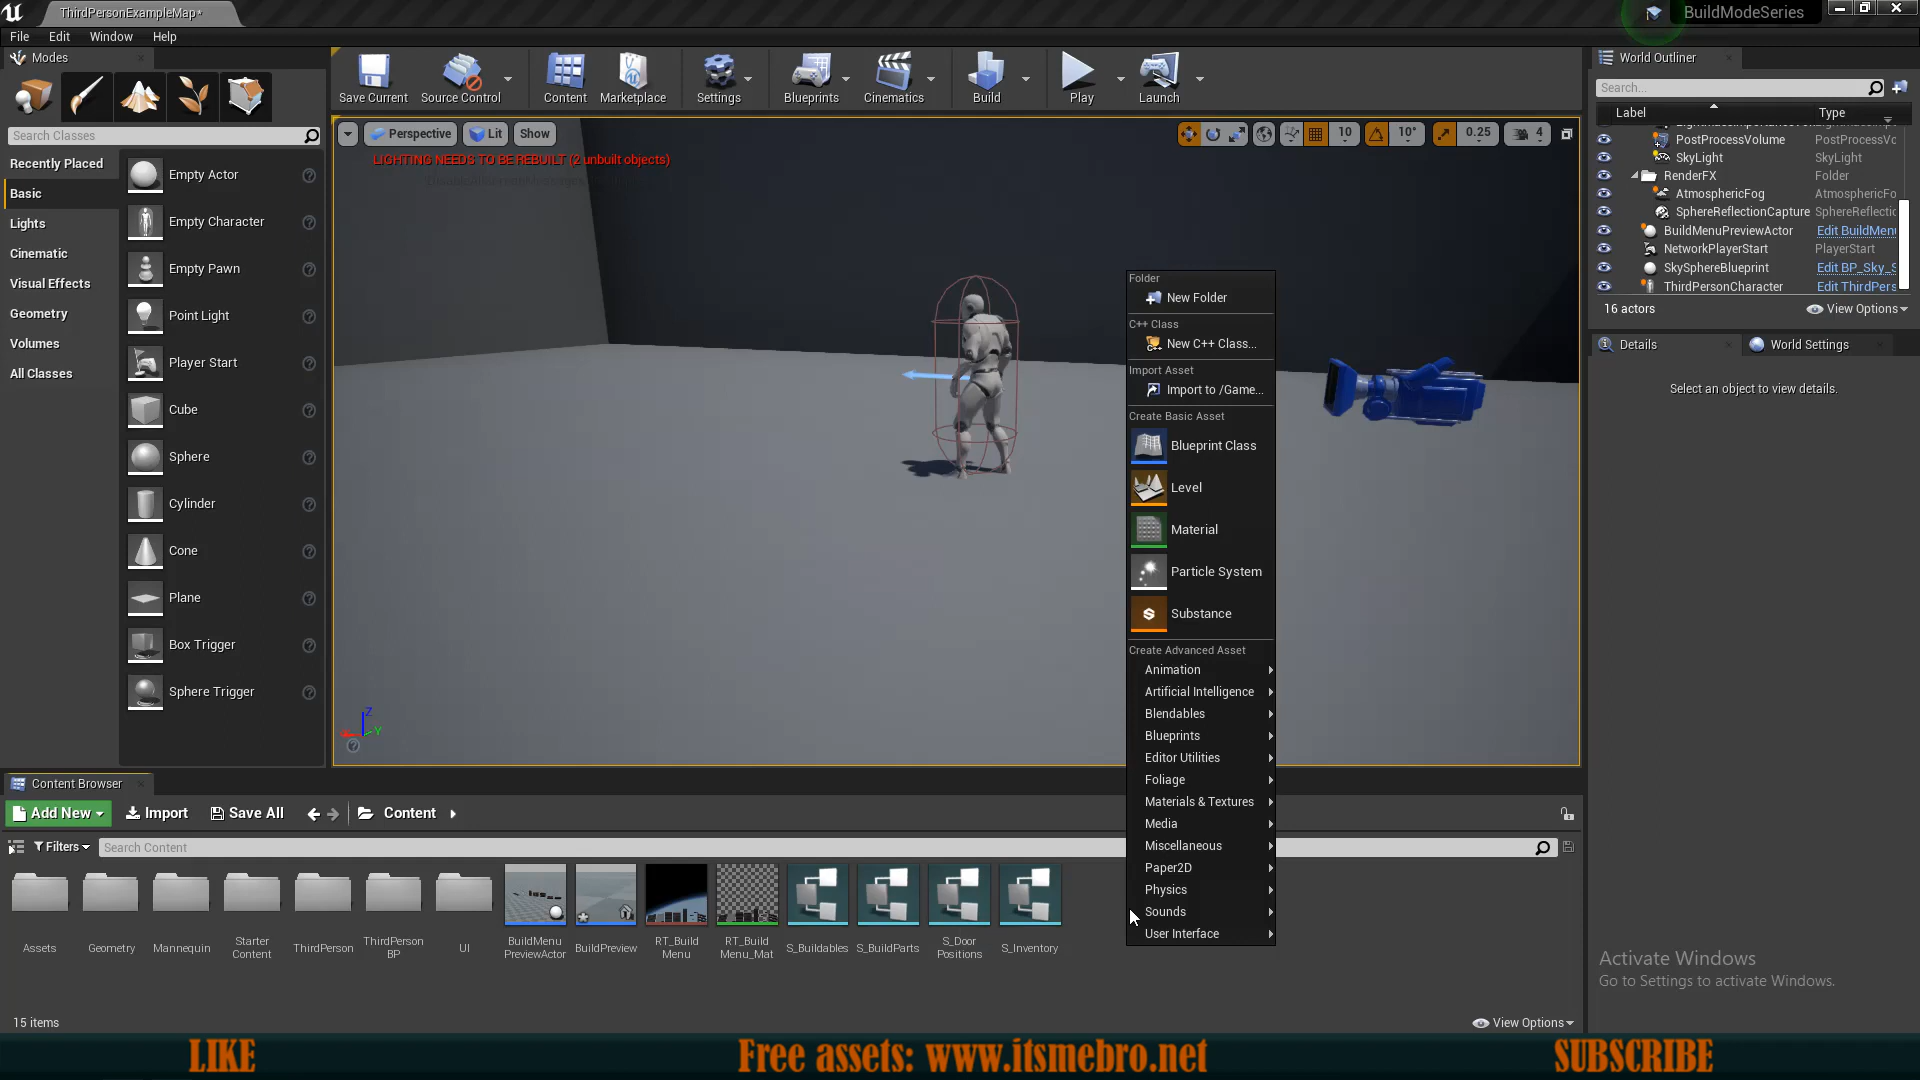 ThirdPersonExampleMap*
BuildModeSeries
File Edit Window Help
Modes
Search Classes
Recently Placed
Basic
Lights
Cinematic
Visual Effects
Geometry
Volumes
All Classes
Empty Actor
Empty Character
Empty Pawn
Point Light
Player Start
Cube
Sphere
Cylinder
Cone
Plane
Box Trigger
Sphere Trigger
Save Current
Source Control
Content
Marketplace
Settings
Blueprints
Cinematics
Build
Play
Launch
Perspective
Lit
Show
10
10°
0.25
4
LIGHTING NEEDS TO BE REBUILT (2 unbuilt objects)
X
Z
Y
Folder
New Folder
C++ Class
New C++ Class...
Import Asset
Import to /Game...
Create Basic Asset
Blueprint Class
Level
Material
Particle System
Substance
Create Advanced Asset
Animation
Artificial Intelligence
Blendables
Blueprints
Editor Utilities
Foliage
Materials & Textures
Media
Miscellaneous
Paper2D
Physics
Sounds
User Interface
World Outliner
Search...
Label Type
PostProcessVolume PostProcessVo
SkyLight SkyLight
RenderFX Folder
AtmosphericFog AtmosphericFo
SphereReflectionCapture SphereReflectic
BuildMenuPreviewActor Edit BuildMenu
NetworkPlayerStart PlayerStart
SkySphereBlueprint Edit BP_Sky_S
ThirdPersonCharacter Edit ThirdPers
16 actors
View Options
Details
World Settings
Select an object to view details.
Activate Windows
Go to Settings to activate Windows.
Content Browser
Add New
Import
Save All
Content
Filters
Search Content
Assets
Geometry
Mannequin
Starter
Content
ThirdPerson
ThirdPerson
BP
UI
BuildMenu
PreviewActor
BuildPreview
RT_Build
Menu
RT_Build
Menu_Mat
S_Buildables
S_BuildParts
S_Door
Positions
S_Inventory
15 items
View Options
LIKE
Free assets: www.itsmebro.net
SUBSCRIBE